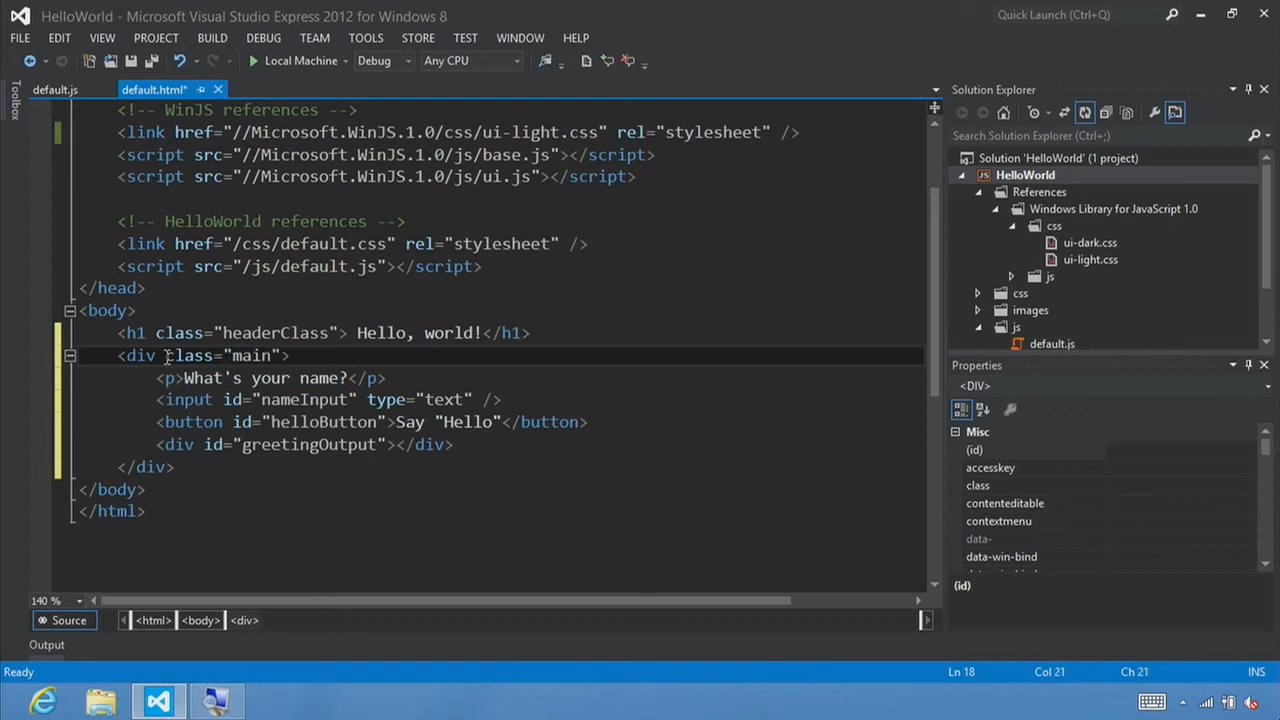 HelloWorld - Microsoft Visual Studio Express 2012 for Windows 8
Quick Launch (Ctrl+Q)
FILE EDIT VIEW PROJECT BUILD DEBUG TEAM TOOLS STORE TEST WINDOW HELP
Local Machine Debug Any CPU
Toolbox
default.js default.html*
<!-- WinJS references -->
<link href="//Microsoft.WinJS.1.0/css/ui-light.css" rel="stylesheet" />
<script src="//Microsoft.WinJS.1.0/js/base.js"></script>
<script src="//Microsoft.WinJS.1.0/js/ui.js"></script>
<!-- HelloWorld references -->
<link href="/css/default.css" rel="stylesheet" />
<script src="/js/default.js"></script>
</head>
<body>
<h1 class="headerClass"> Hello, world!</h1>
<div class="main">
<p>What's your name?</p>
<input id="nameInput" type="text" />
<button id="helloButton">Say "Hello"</button>
<div id="greetingOutput"></div>
</div>
</body>
</html>
140 %
Source <html> <body> <div>
Output
Solution Explorer
Search Solution Explorer (Ctrl+;)
Solution 'HelloWorld' (1 project)
JS HelloWorld
References
Windows Library for JavaScript 1.0
css
ui-dark.css
ui-light.css
js
css
images
js
default.js
Properties
<DIV>
Misc
(id)
accesskey
class
contenteditable
contextmenu
data-
data-win-bind
(id)
Ready Ln 18 Col 21 Ch 21 INS